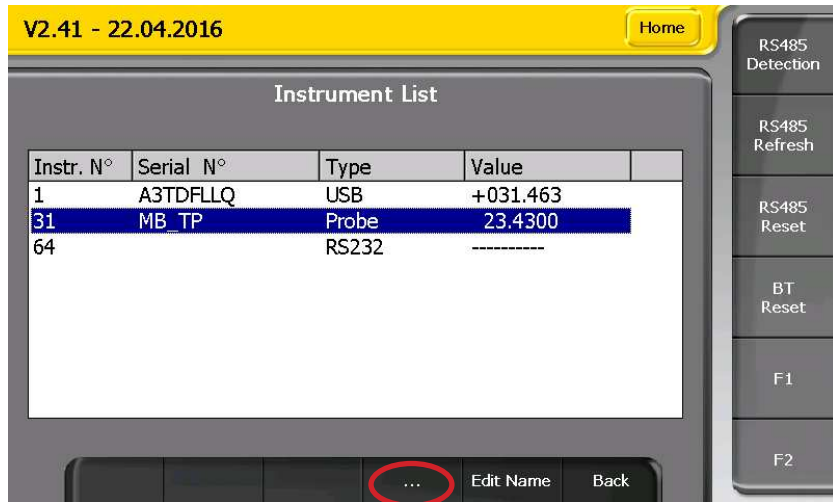 V2.41 - 22.04.2016
Home
RS485
Detection
Instrument List
RS485
Refresh
Instr. N° Serial N° Type Value
1 A3TDFLLQ USB +031.463
31 MB_TP Probe 23.4300
64 RS232 ----------
RS485
Reset
BT
Reset
F1
F2
... Edit Name Back